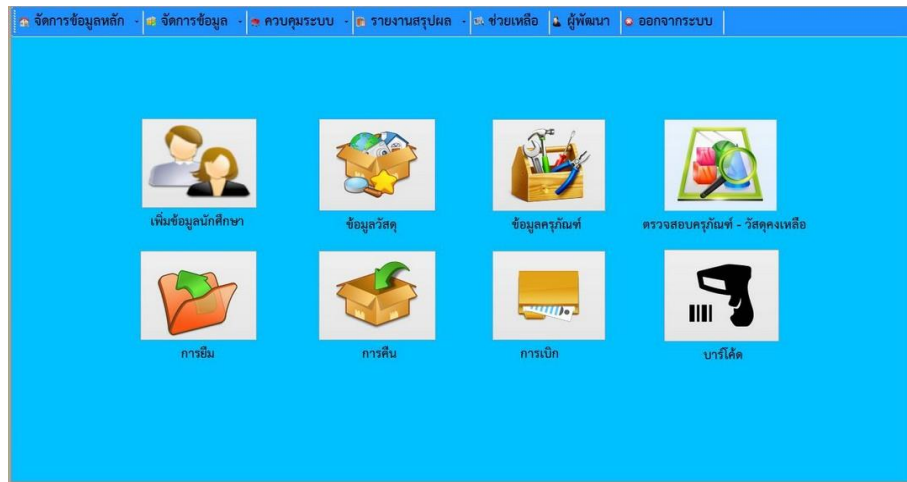 จัดการข้อมูลหลัก จัดการข้อมูล ควบคุมระบบ รายงานสรุปผล ช่วยเหลือ ผู้พัฒนา ออกจากระบบ
เพิ่มข้อมูลนักศึกษา ข้อมูลวัสดุ ข้อมูลครุภัณฑ์ ตรวจสอบครุภัณฑ์ - วัสดุคงเหลือ
การยืม การคืน การเบิก บาร์โค้ด